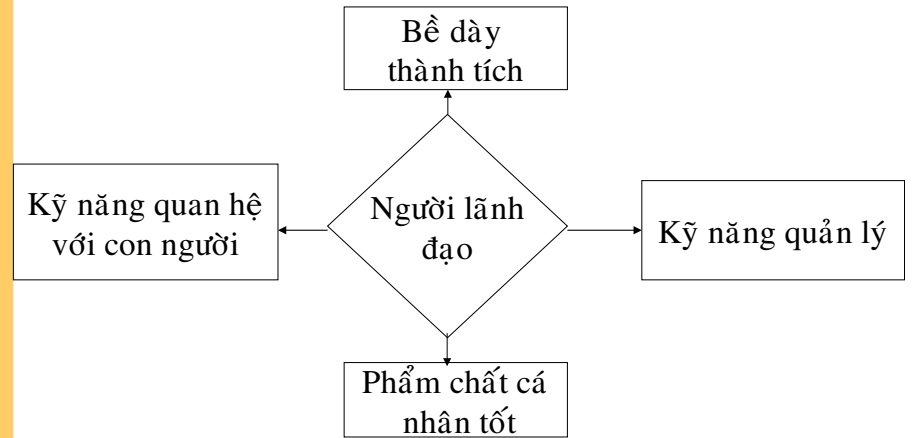 Bề dày
thành tích
Kỹ năng quan hệ
với con người
Người lãnh
đạo
Kỹ năng quản lý
Phẩm chất cá
nhân tốt